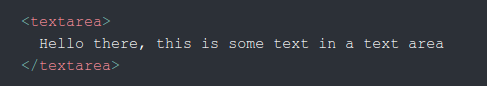 <textarea>
Hello there, this is some text in a text area
</textarea>